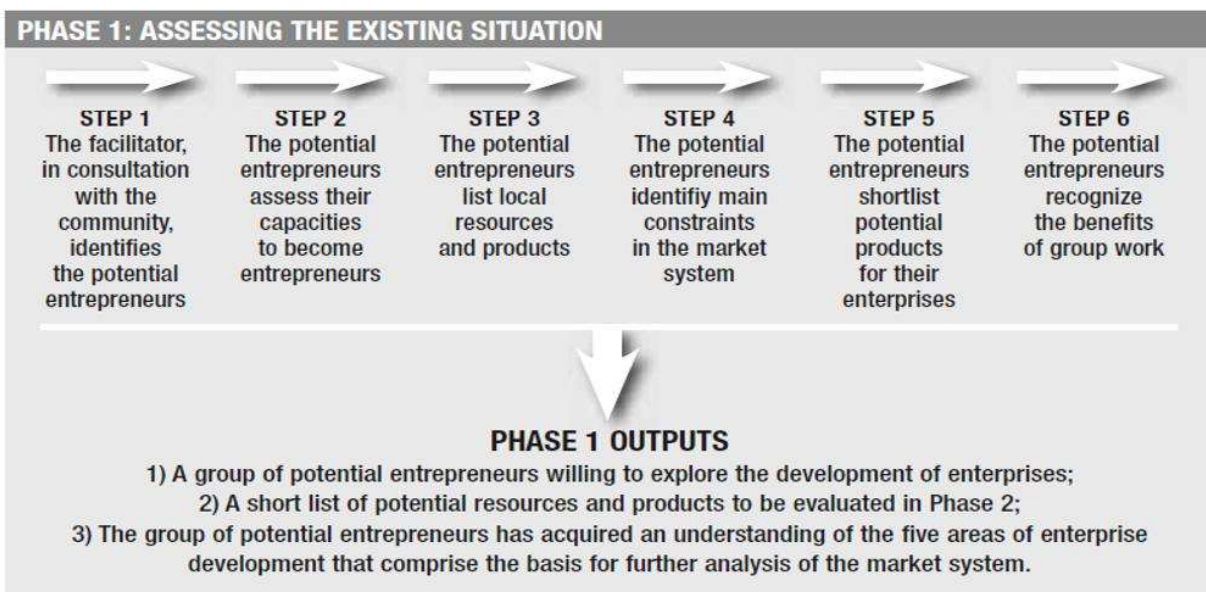 PHASE 1: ASSESSING THE EXISTING SITUATION
STEP 1
The facilitator,
in consultation
with the
community,
identifies
the potential
entrepreneurs
STEP 2
The potential
entrepreneurs
assess their
capacities
to become
entrepreneurs
STEP 3
The potential
entrepreneurs
list local
resources
and products
STEP 4
The potential
entrepreneurs
identifiy main
constraints
in the market
system
STEP 5
The potential
entrepreneurs
shortlist
potential
products
for their
enterprises
STEP 6
The potential
entrepreneurs
recognize
the benefits
of group work
PHASE 1 OUTPUTS
1) A group of potential entrepreneurs willing to explore the development of enterprises;
2) A short list of potential resources and products to be evaluated in Phase 2;
3) The group of potential entrepreneurs has acquired an understanding of the five areas of enterprise
development that comprise the basis for further analysis of the market system.